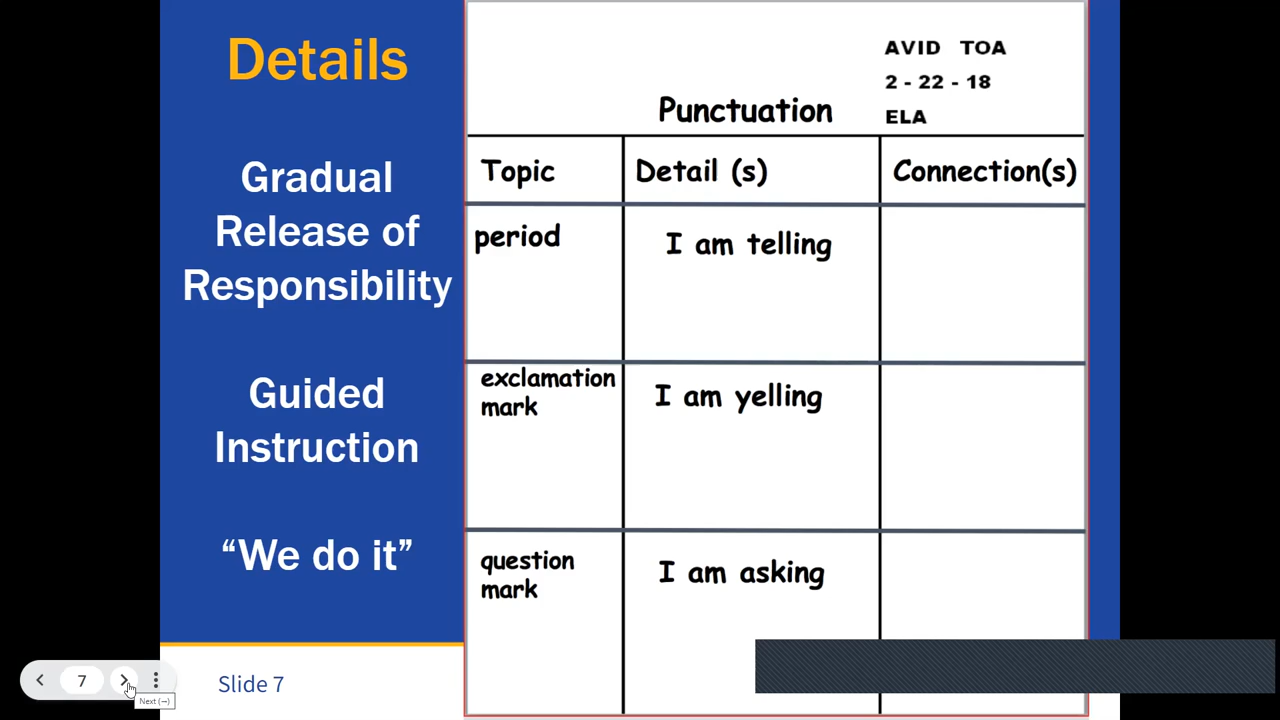 Details
Gradual
Release of
Responsibility
Guided
Instruction
“We do it”
AVID TOA
2 - 22 - 18
ELA
Punctuation
Topic
Detail (s)
Connection(s)
period
I am telling
exclamation
mark
I am yelling
question
mark
I am asking
7
Next (→)
Slide 7